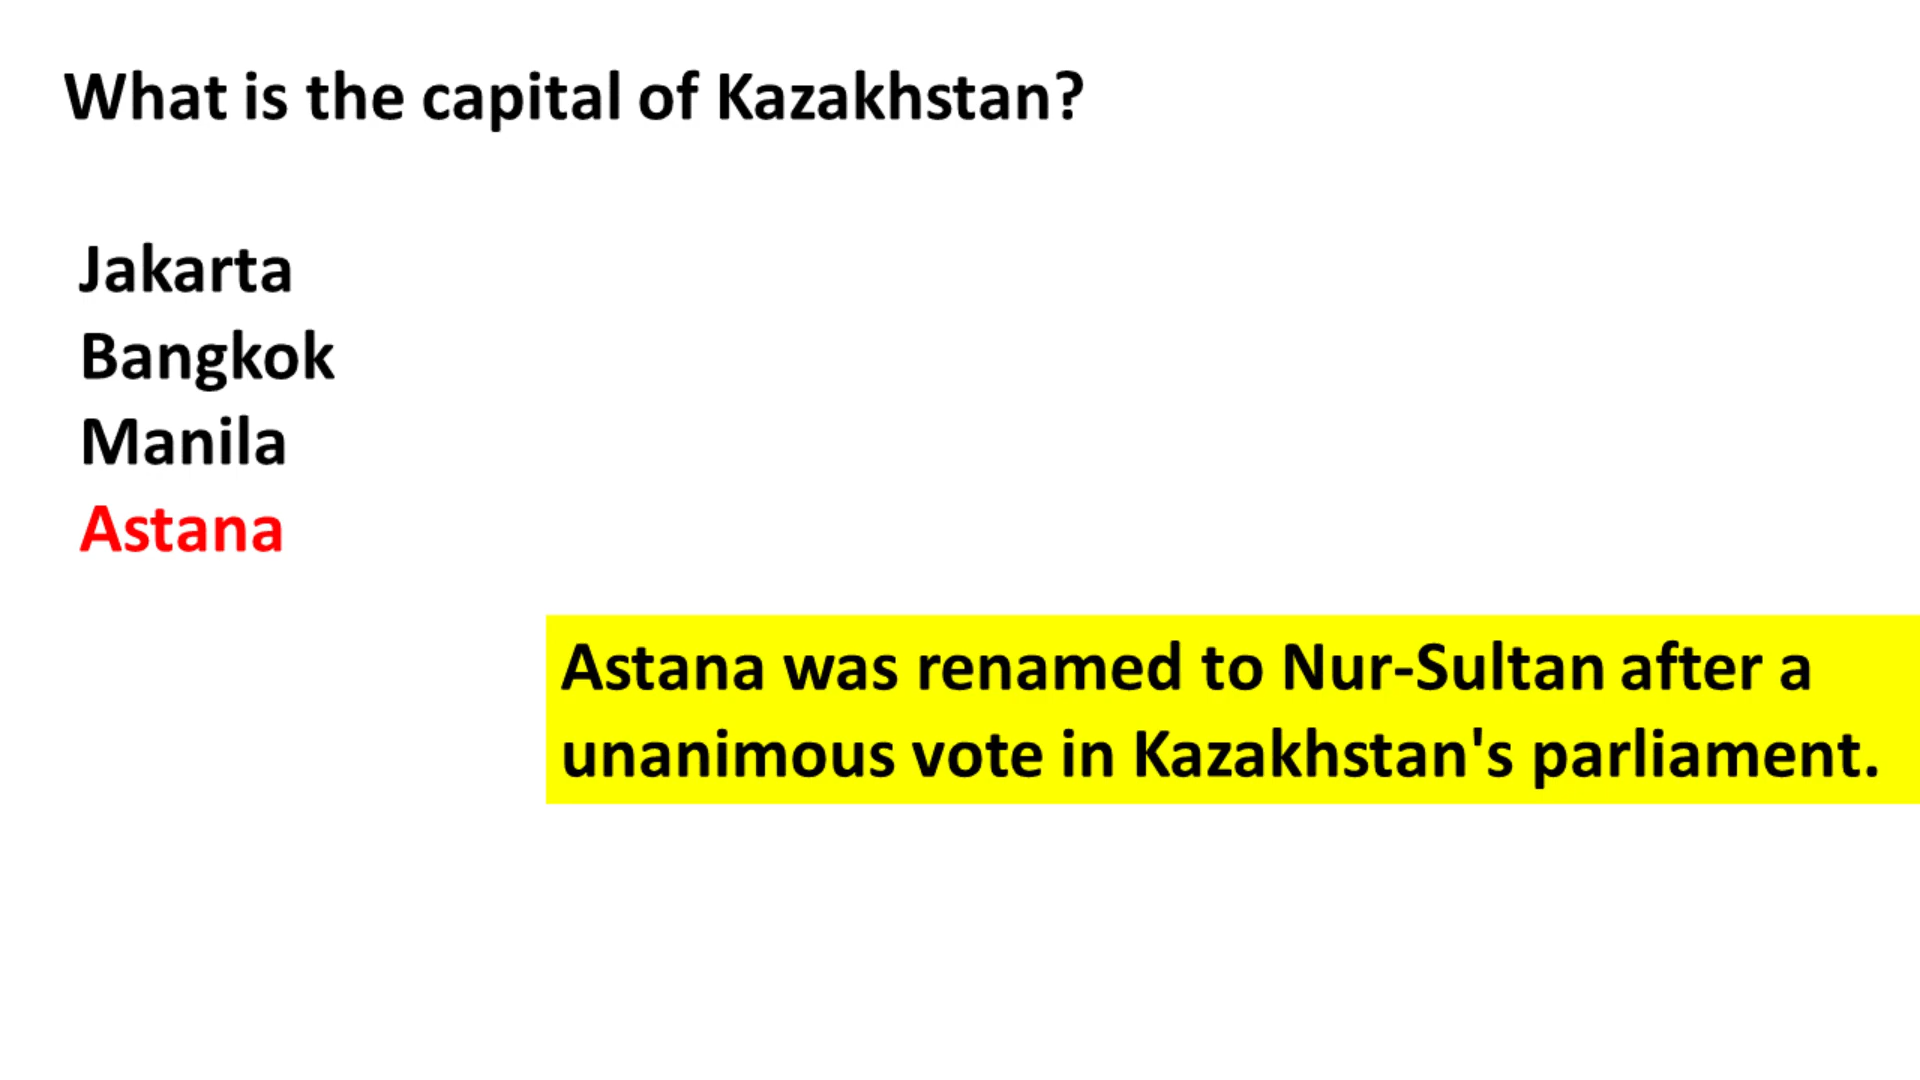 What is the capital of Kazakhstan?
Jakarta
Bangkok
Manila
Astana
Astana was renamed to Nur-Sultan after a
unanimous vote in Kazakhstan's parliament.